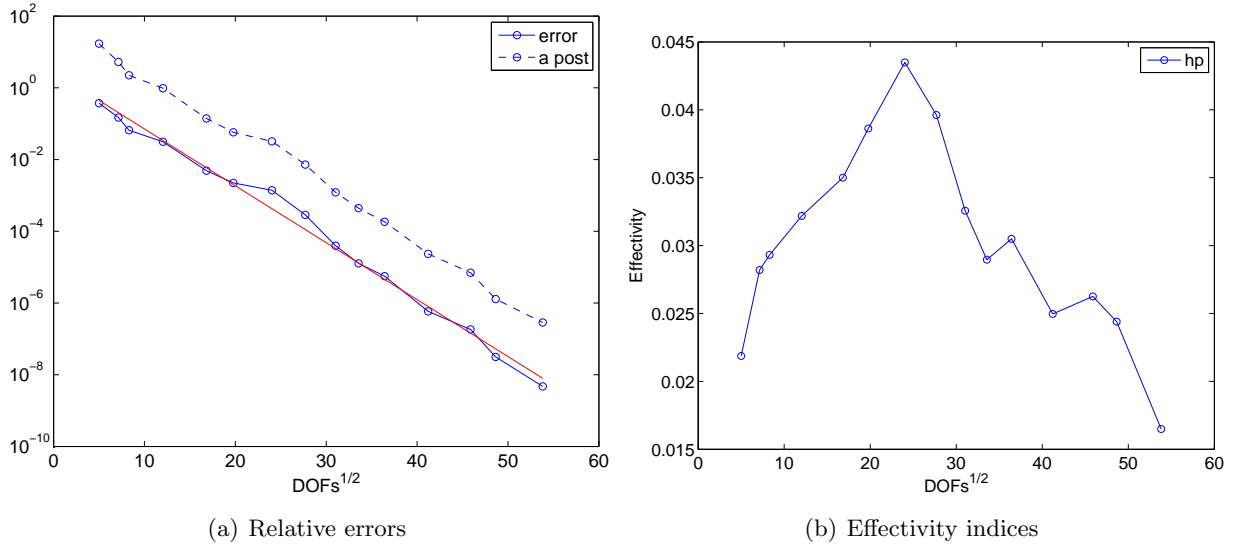 10^2
10^0
10^-2
10^-4
10^-6
10^-8
10^-10
0 10 20 30 40 50 60
DOFs^1/2
error
a post
(a) Relative errors
0.045
0.04
0.035
0.03
0.025
0.02
0.015
Effectivity
0 10 20 30 40 50 60
DOFs^1/2
hp
(b) Effectivity indices